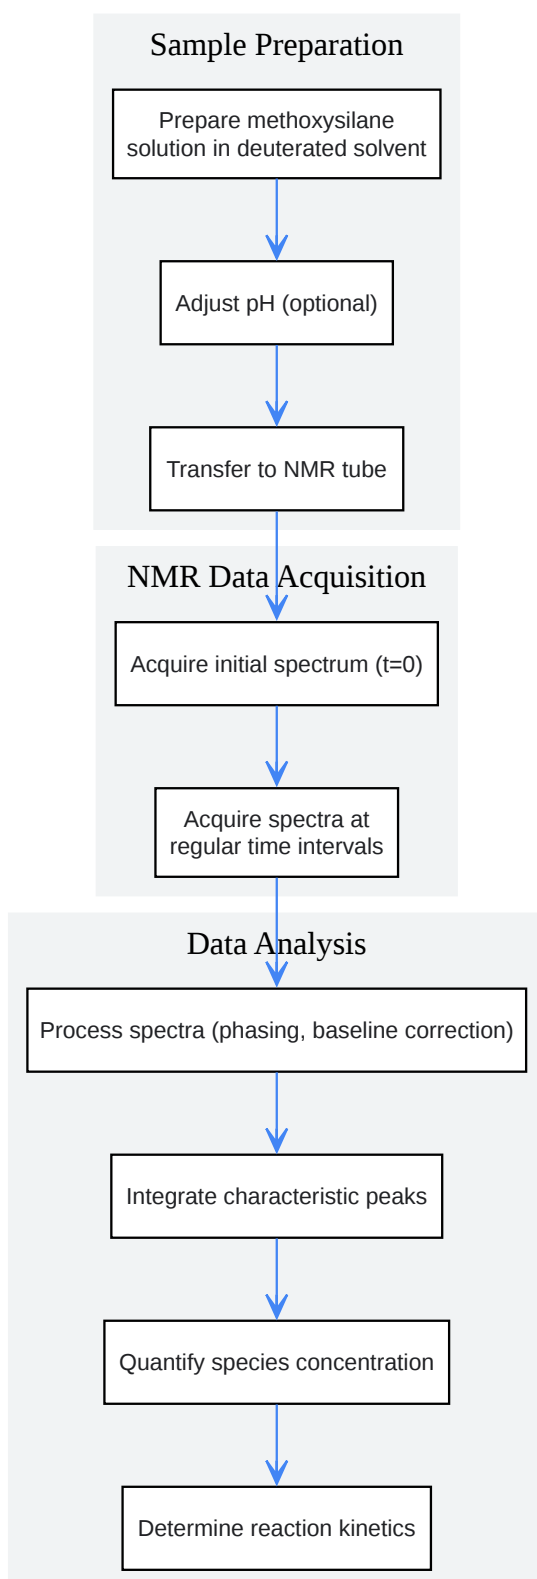 Sample Preparation
Prepare methoxysilane
solution in deuterated solvent
Adjust pH (optional)
Transfer to NMR tube
NMR Data Acquisition
Acquire initial spectrum (t=0)
Acquire spectra at
regular time intervals
Data Analysis
Process spectra (phasing, baseline correction)
Integrate characteristic peaks
Quantify species concentration
Determine reaction kinetics